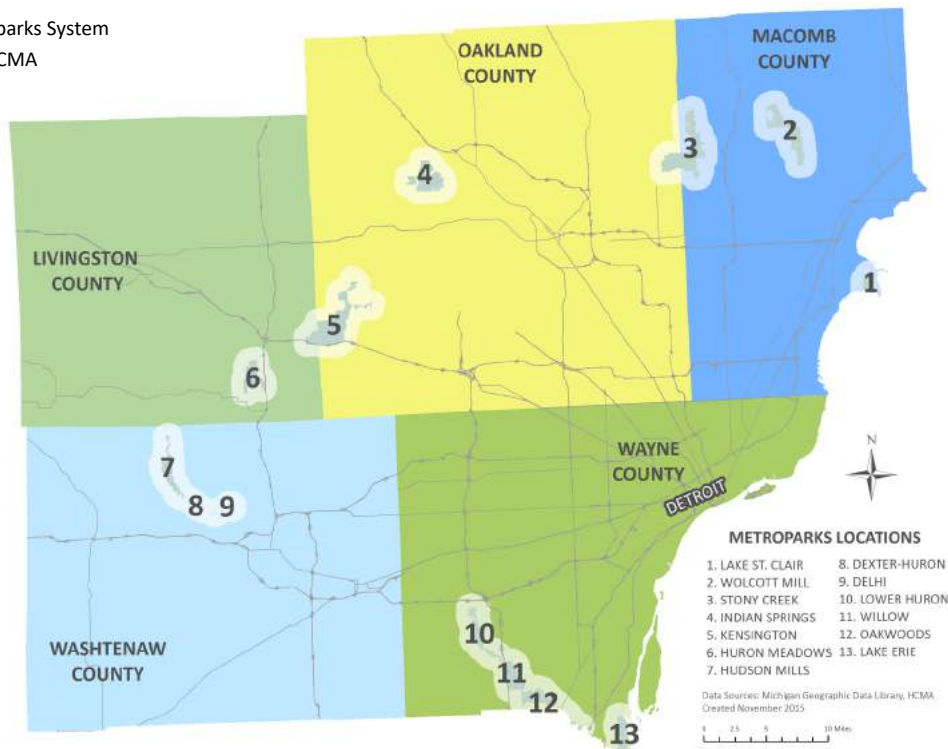 parks System
CMA
OAKLAND
COUNTY
MACOMB
COUNTY
3
2
4
LIVINGSTON
COUNTY
1
5
6
7
8
9
WAYNE
COUNTY
DETROIT
N
10
11
12
13
WASHTENAW
COUNTY
METROPARKS LOCATIONS
1. LAKE ST. CLAIR
2. WOLCOTT MILL
3. STONY CREEK
4. INDIAN SPRINGS
5. KENSINGTON
6. HURON MEADOWS
7. HUDSON MILLS
8. DEXTER-HURON
9. DELHI
10. LOWER HURON
11. WILLOW
12. OAKWOODS
13. LAKE ERIE
Data Sources: Michigan Geographic Data Library, HCMA
Created November 2015
0 2.5 5 10 Miles